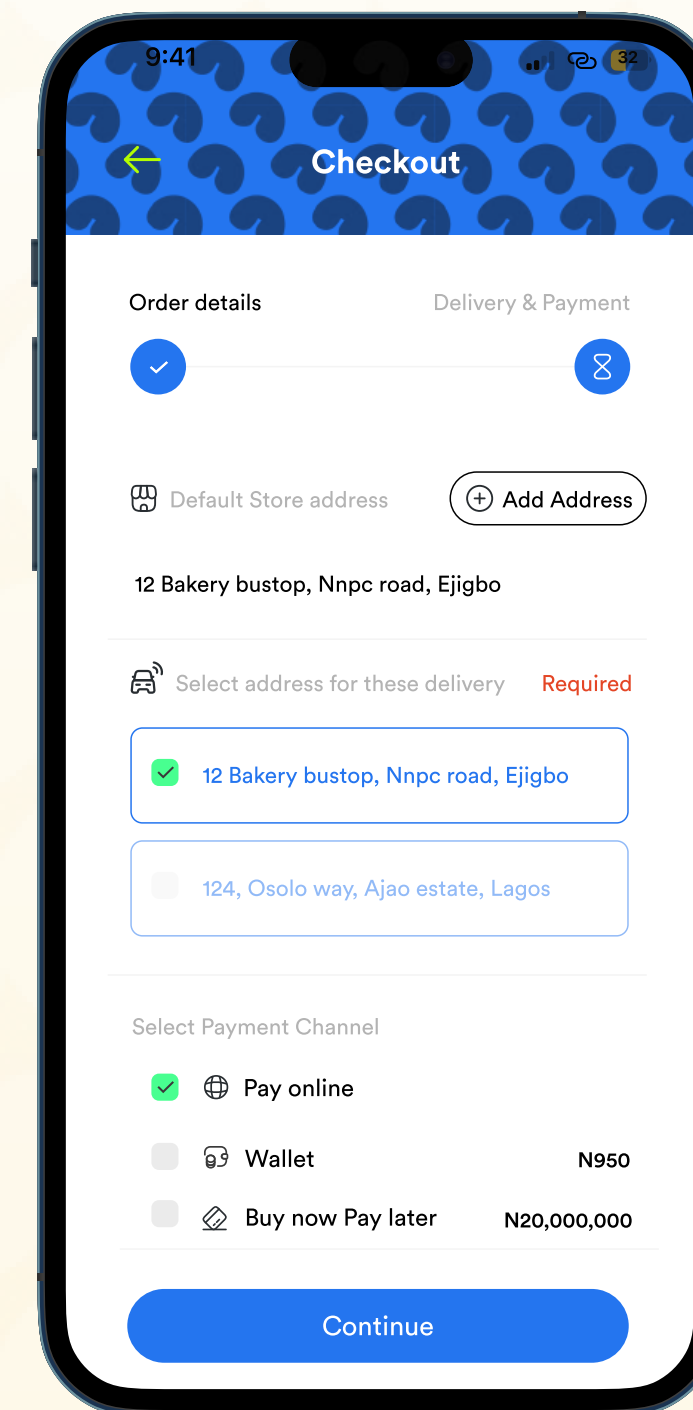 9:41
32
Checkout
Order details
Delivery & Payment
Default Store address
Add Address
12 Bakery bustop, Nnpc road, Ejigbo
Select address for these delivery
Required
12 Bakery bustop, Nnpc road, Ejigbo
124, Osolo way, Ajao estate, Lagos
Select Payment Channel
Pay online
Wallet
N950
Buy now Pay later
N20,000,000
Continue